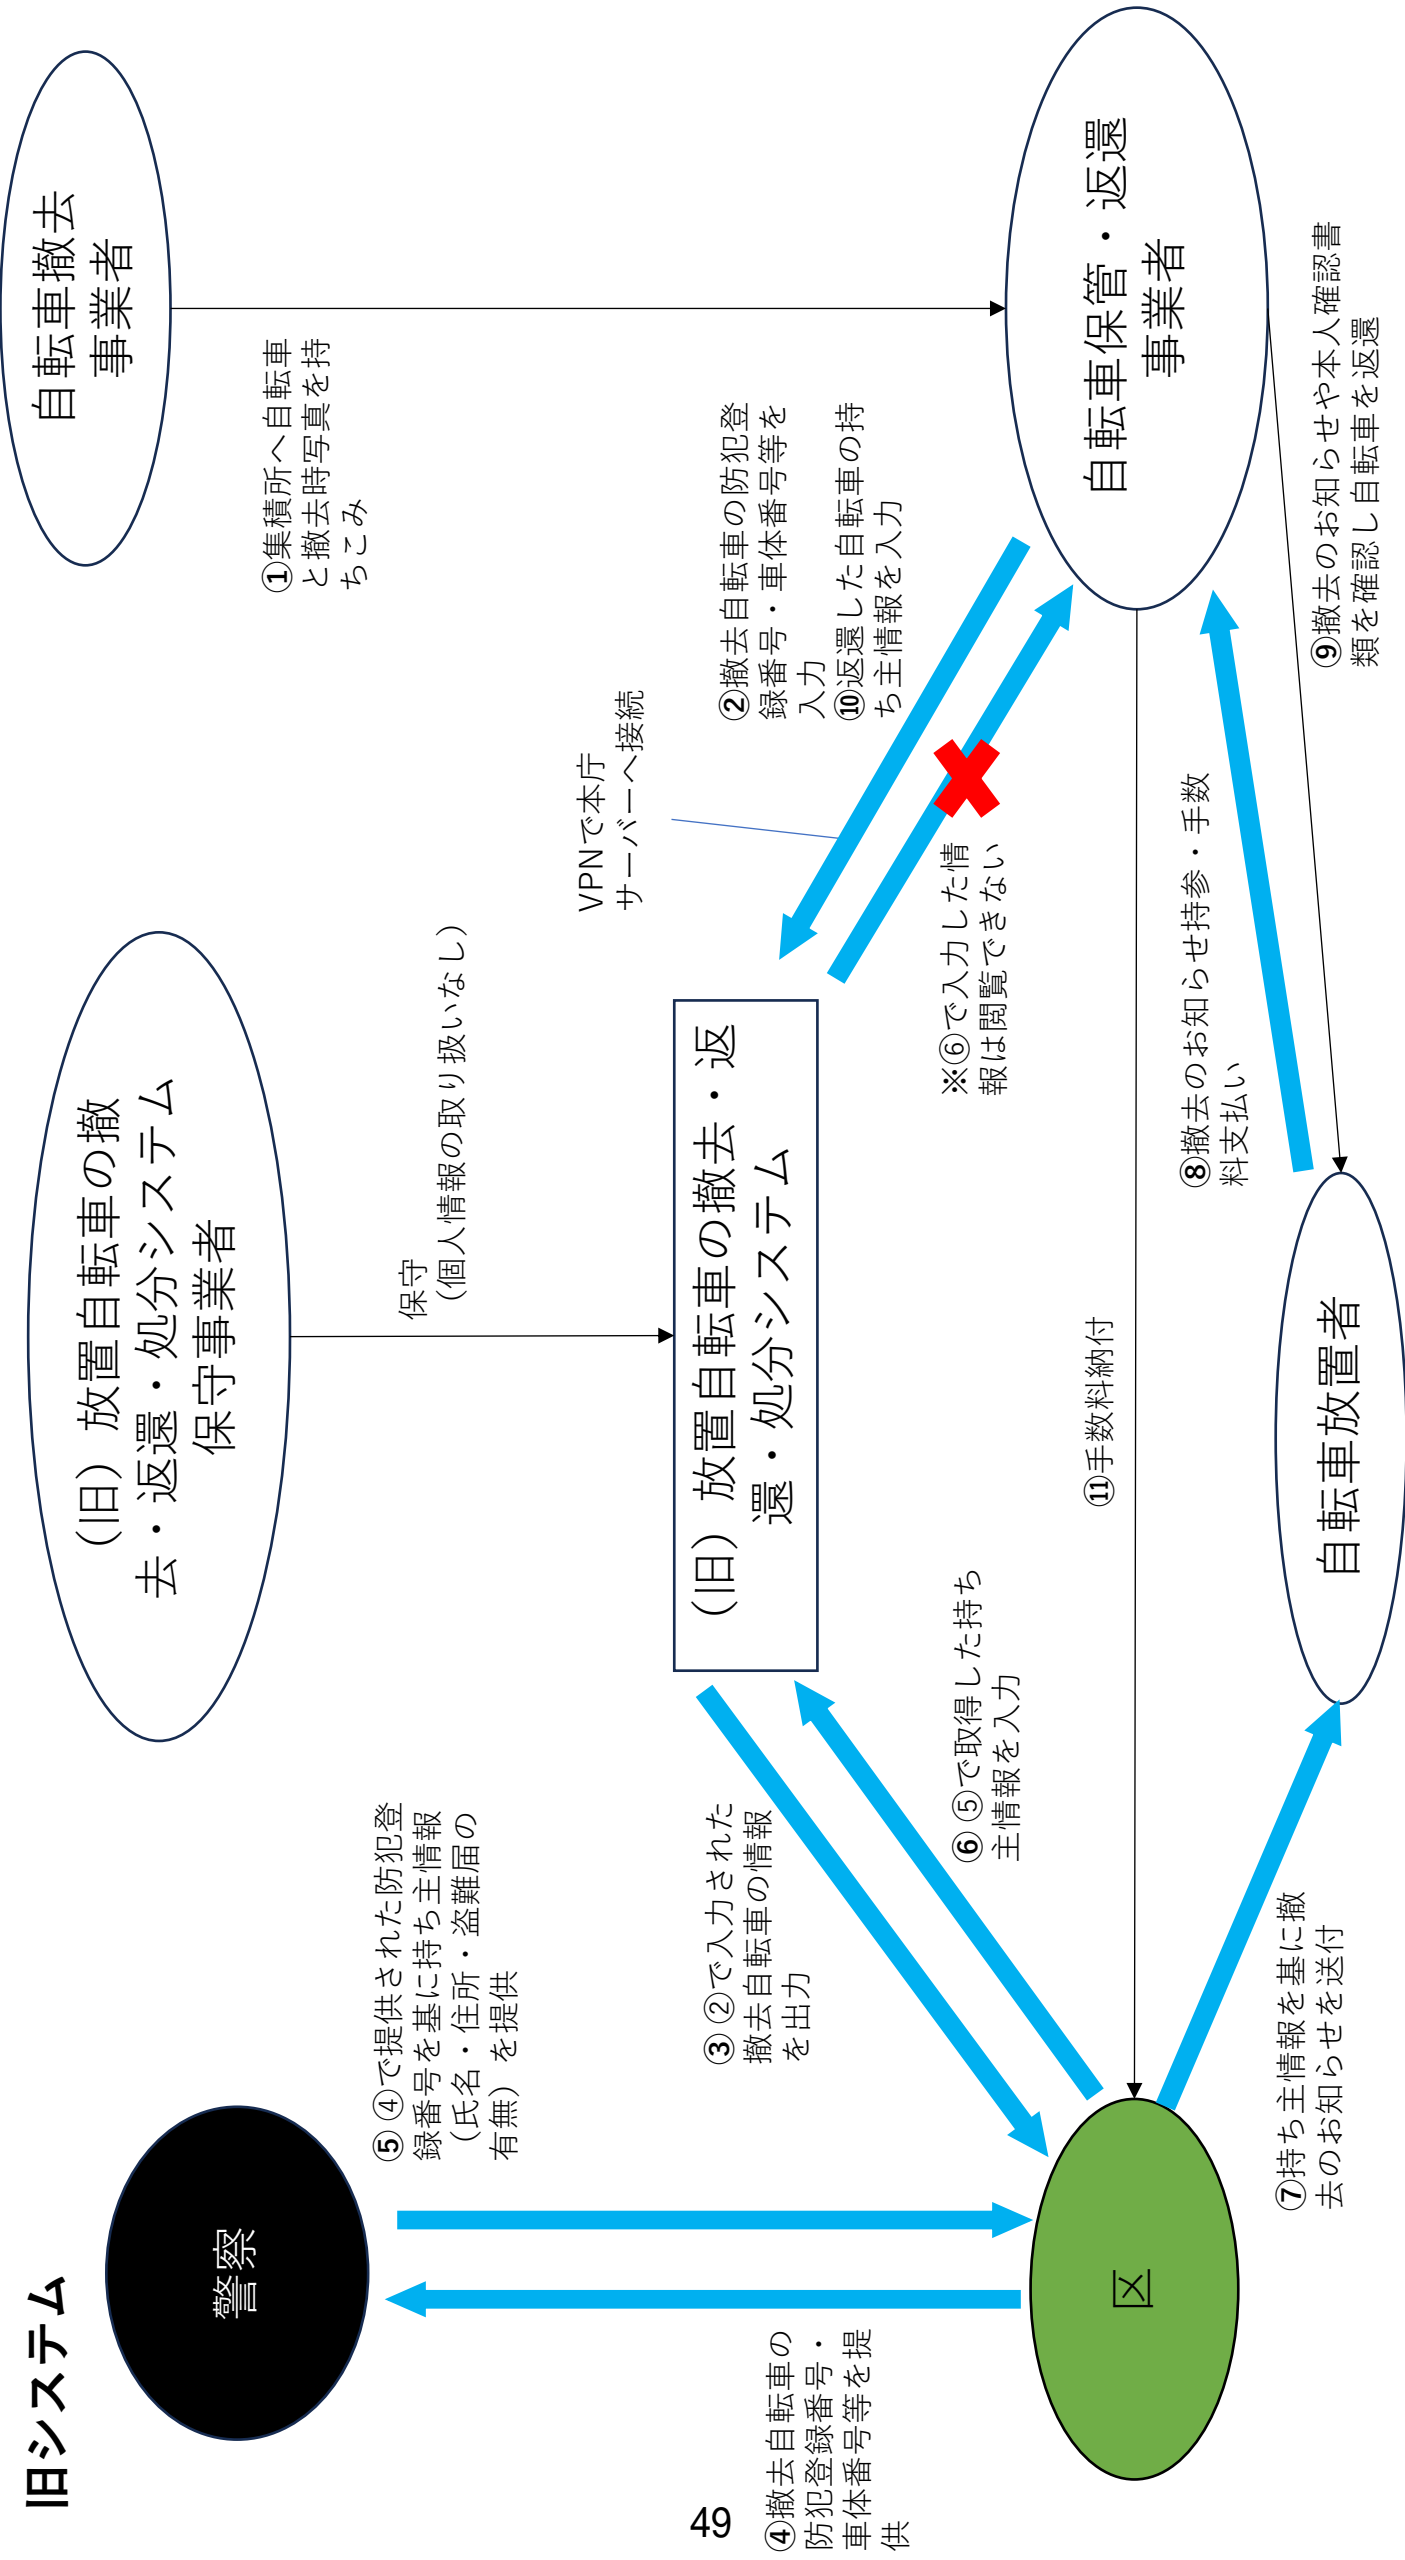 旧システム
警察
（旧）放置自転車の撤
去・返還・処分システム
保守事業者
自転車撤去
事業者
⑤④で提供された防犯登
録番号を基に持ち主情報
（氏名・住所・盗難届の
有無）を提供
保守
（個人情報の取り扱いなし）
①集積所へ自転車
と撤去時写真を持
ちこみ
VPNで本庁
サーバーへ接続
②撤去自転車の防犯登
録番号・車体番号等を
入力
⑩返還した自転車の持
ち主情報を入力
③②で入力された
撤去自転車の情報
を出力
（旧）放置自転車の撤去・返
還・処分システム
④撤去自転車の
防犯登録番号・
車体番号等を提
供
⑥⑤で取得した持ち
主情報を入力
※⑥で入力した情
報は閲覧できない
区
⑪手数料納付
自転車保管・返還
事業者
⑧撤去のお知らせ持参・手数
料支払い
⑦持ち主情報を基に撤
去のお知らせを送付
自転車放置者
⑨撤去のお知らせや本人確認書
類を確認し自転車を返還
49